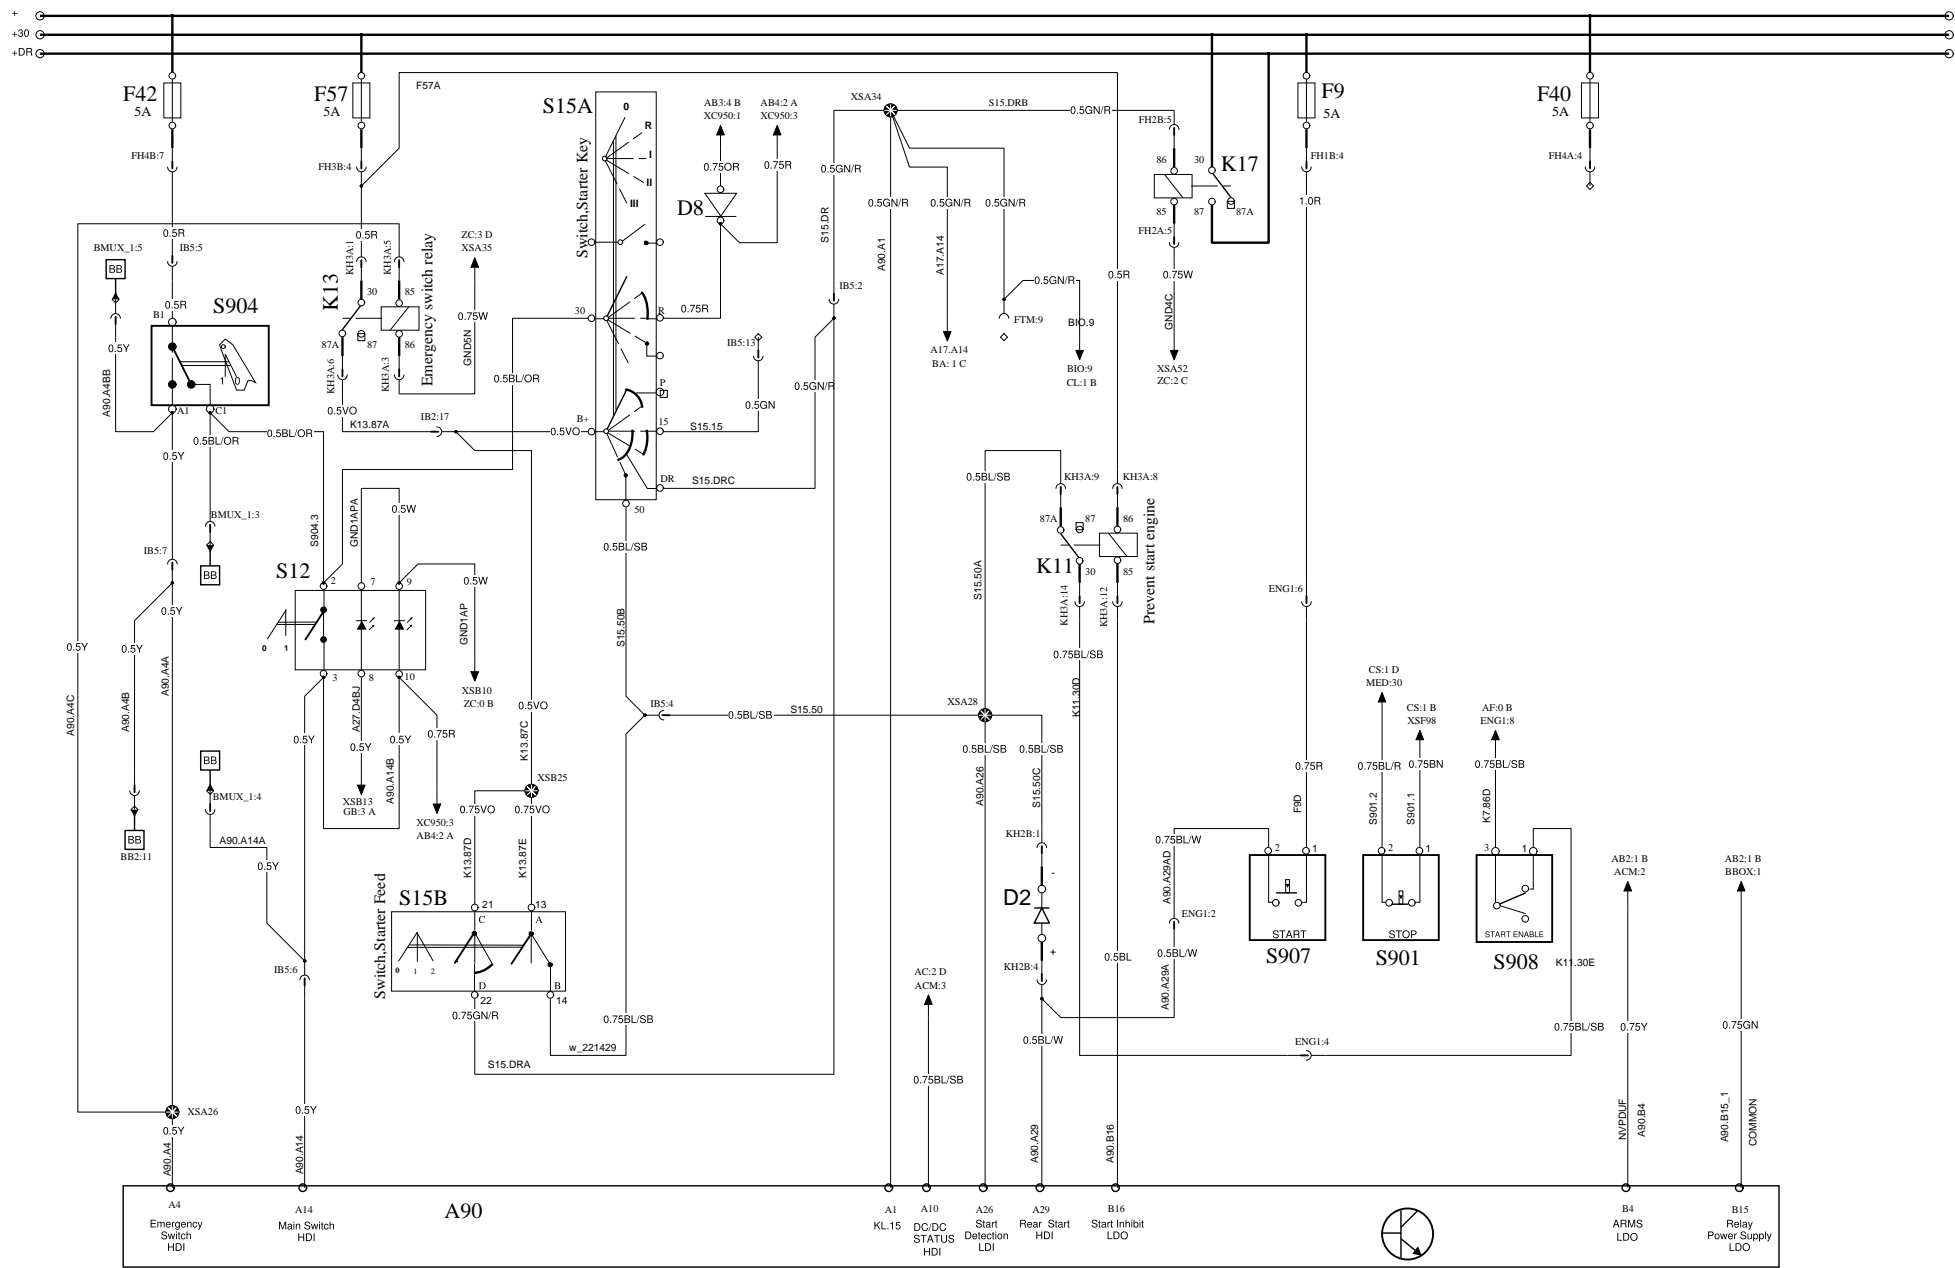 +
+30
+DR
F42
5A
F57
5A
F57A
S15A
Switch,Starter Key
0
R
I
II
III
AB3:4 B
XC950:1
AB4:2 A
XC950:3
0.75OR
0.75R
D8
XSA34
S15.DRB
0.5GN/R
FH2B:5
86
30
K17
85
87
87A
FH2A:5
0.75W
GND4C
XSA52
ZC:2 C
F9
5A
FH1B:4
1.0R
F40
5A
FH4A:4
FH4B:7
FH3B:4
0.5R
0.5R
BMUX_1:5
IB5:5
BB
0.5R
B1
S904
1 0
A1
C1
0.5Y
A90.A4BB
0.5BL/OR
0.5BL/OR
0.5Y
KH3A:1
KH3A:5
K13
30
85
87A
87
86
KH3A:6
KH3A:3
Emergency switch relay
ZC:3 D
XSA35
0.75W
GND5N
0.5VO
K13.87A
IB2:17
0.5VO
0.5BL/OR
30
R
0.75R
P
B+
15
S15.15
DR
S15.DRC
50
IB5:13
0.5GN
0.5GN/R
S15.DR
IB5:2
0.5GN/R
0.5GN/R
A90.A1
0.5GN/R
A17.A14
0.5GN/R
0.5GN/R
FTM:9
BIO.9
A17.A14
BA: 1 C
BIO:9
CL:1 B
0.5R
BMUX_1:3
BB
IB5:7
0.5Y
S904.3
GND1APA
0.5W
S12
2
7
9
0.5W
GND1AP
0 1
3
8
10
XSB10
ZC:0 B
0.5Y
A90.A4C
0.5Y
A90.A4B
A90.A4A
BB
BB2:11
BB
BMUX_1:4
A90.A14A
0.5Y
0.5Y
A27.D4BJ
0.5Y
0.5Y
A90.A14B
0.75R
XSB13
GB:3 A
XC950:3
AB4:2 A
0.5VO
K13.87C
XSB25
0.75VO
0.75VO
K13.87D
K13.87E
S15B
Switch,Starter Feed
21
C
13
A
0 1 2
D
22
B
14
0.75GN/R
S15.DRA
w_221429
0.75BL/SB
0.5BL/SB
S15.50B
IB5:4
0.5BL/SB
S15.50
XSA28
0.5BL/SB
S15.50A
KH3A:9
KH3A:8
87A
87
86
K11
30
85
KH3A:14
KH3A:12
Prevent start engine
0.75BL/SB
K11.30D
0.5BL/SB
A90.A26
0.5BL/SB
S15.50C
KH2B:1
-
D2
+
KH2B:4
0.5BL/W
0.5BL
ENG1:6
0.75R
F9D
0.75BL/W
A90.A29AD
ENG1:2
0.5BL/W
A90.A29A
2
1
START
S907
CS:1 D
MED:30
CS:1 B
XSF98
0.75BL/R
0.75BN
S901.2
S901.1
2
1
STOP
S901
AF:0 B
ENG1:8
0.75BL/SB
K7.86D
3
1
START ENABLE
S908
K11.30E
0.75BL/SB
ENG1:4
AB2:1 B
ACM:2
0.75Y
NVPDUF
A90.B4
AB2:1 B
BBOX:1
0.75GN
A90.B15_1
COMMON
IB5:6
AC:2 D
ACM:3
0.75BL/SB
XSA26
0.5Y
A90.A4
0.5Y
A90.A14
A90.A29
A90.B16
A4
Emergency
Switch
HDI
A14
Main Switch
HDI
A90
A1
KL.15
A10
DC/DC
STATUS
HDI
A26
Start
Detection
LDI
A29
Rear Start
HDI
B16
Start Inhibit
LDO
B4
ARMS
LDO
B15
Relay
Power Supply
LDO